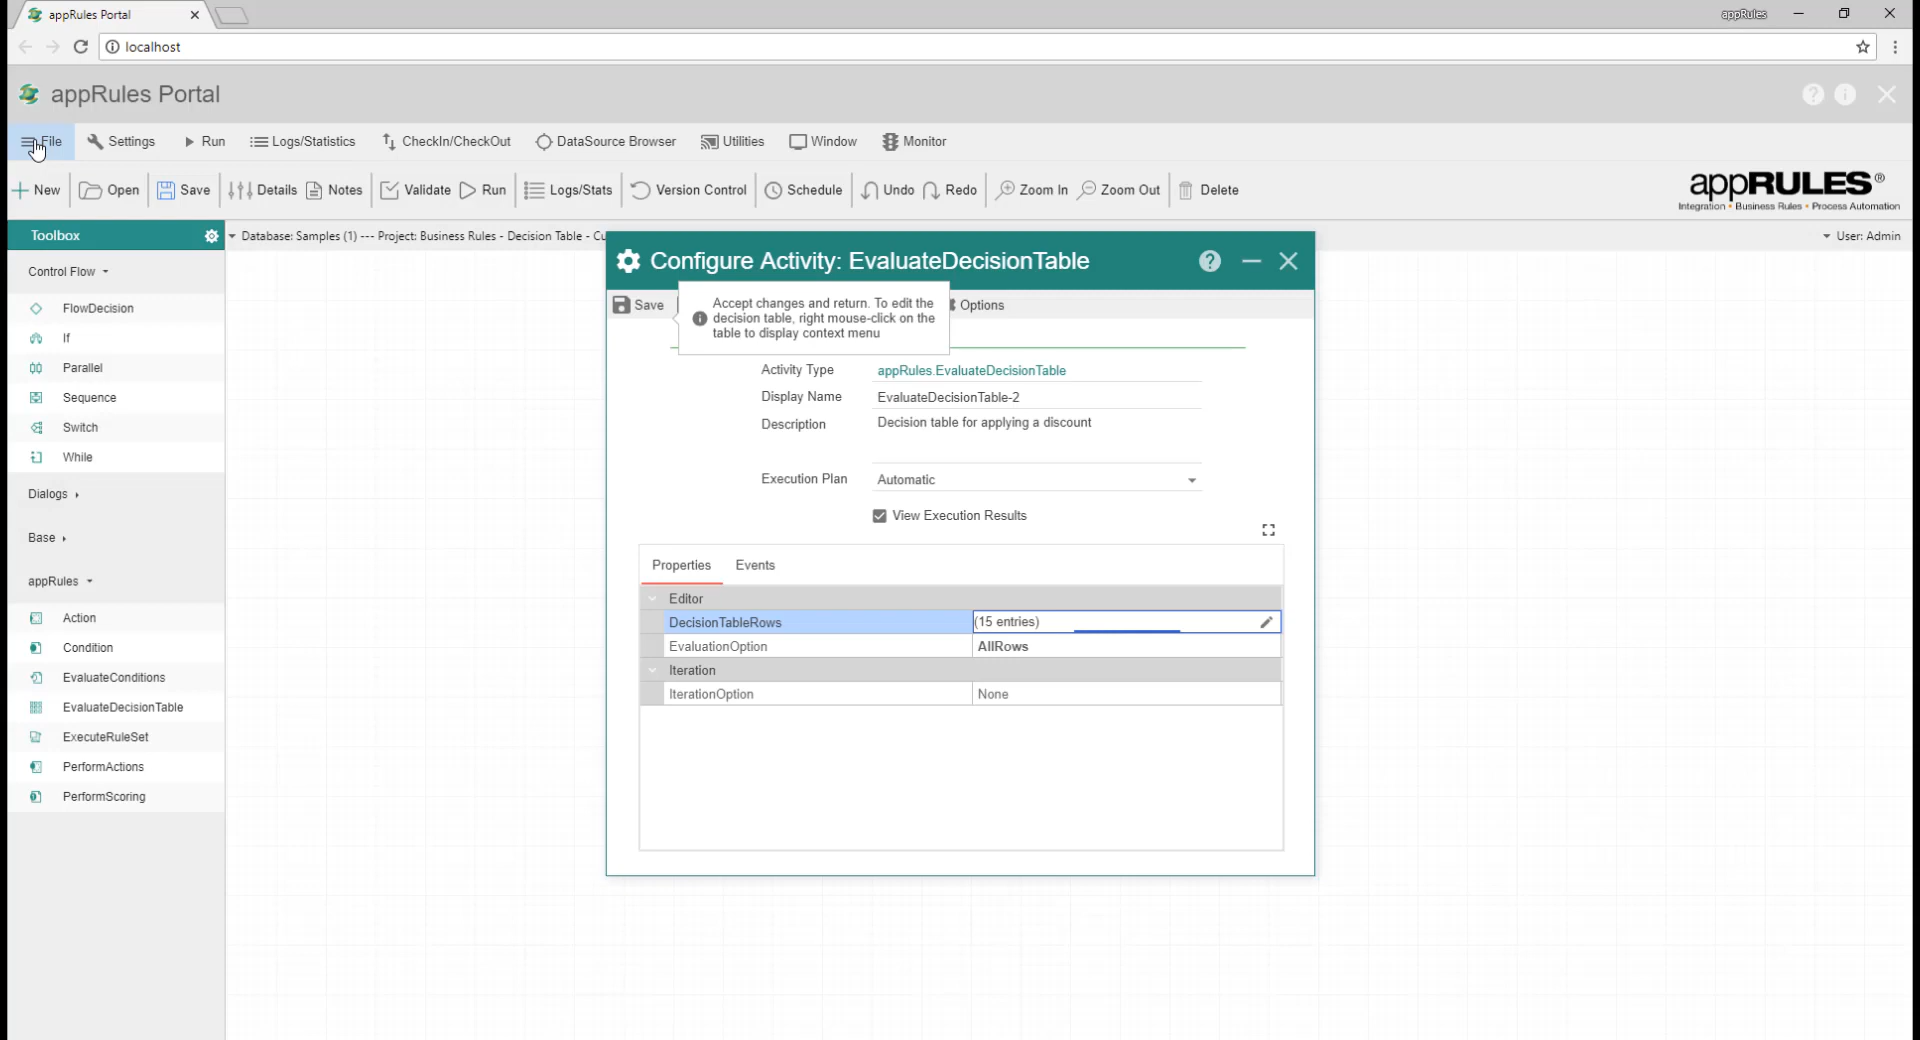 appRules Portal
appRules
localhost
appRules Portal
File Settings Run Logs/Statistics CheckIn/CheckOut DataSource Browser Utilities Window Monitor
New Open Save Details Notes Validate Run Logs/Stats Version Control Schedule Undo Redo Zoom In Zoom Out Delete
appRULES®
Integration • Business Rules • Process Automation
Toolbox
Database: Samples (1) --- Project: Business Rules - Decision Table - Cu
User: Admin
Control Flow
FlowDecision
If
Parallel
Sequence
Switch
While
Dialogs
Base
appRules
Action
Condition
EvaluateConditions
EvaluateDecisionTable
ExecuteRuleSet
PerformActions
PerformScoring
Configure Activity: EvaluateDecisionTable
Save
Options
Accept changes and return. To edit the
decision table, right mouse-click on the
table to display context menu
Activity Type appRules.EvaluateDecisionTable
Display Name EvaluateDecisionTable-2
Description Decision table for applying a discount
Execution Plan Automatic
View Execution Results
Properties Events
Editor
DecisionTableRows (15 entries)
EvaluationOption AllRows
Iteration
IterationOption None